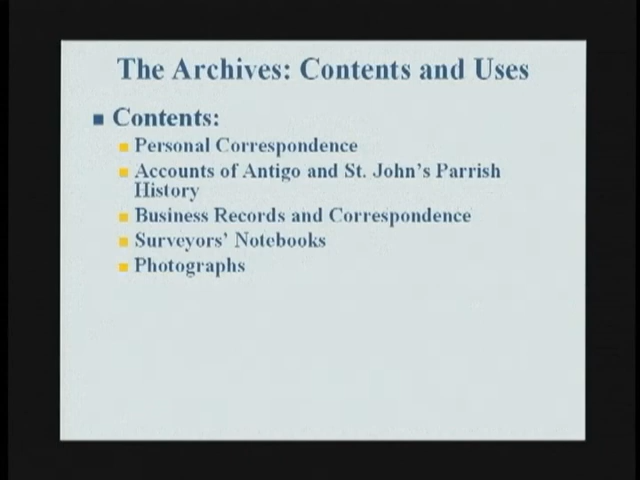 The Archives: Contents and Uses
Contents:
Personal Correspondence
Accounts of Antigo and St. John's Parrish
History
Business Records and Correspondence
Surveyors' Notebooks
Photographs